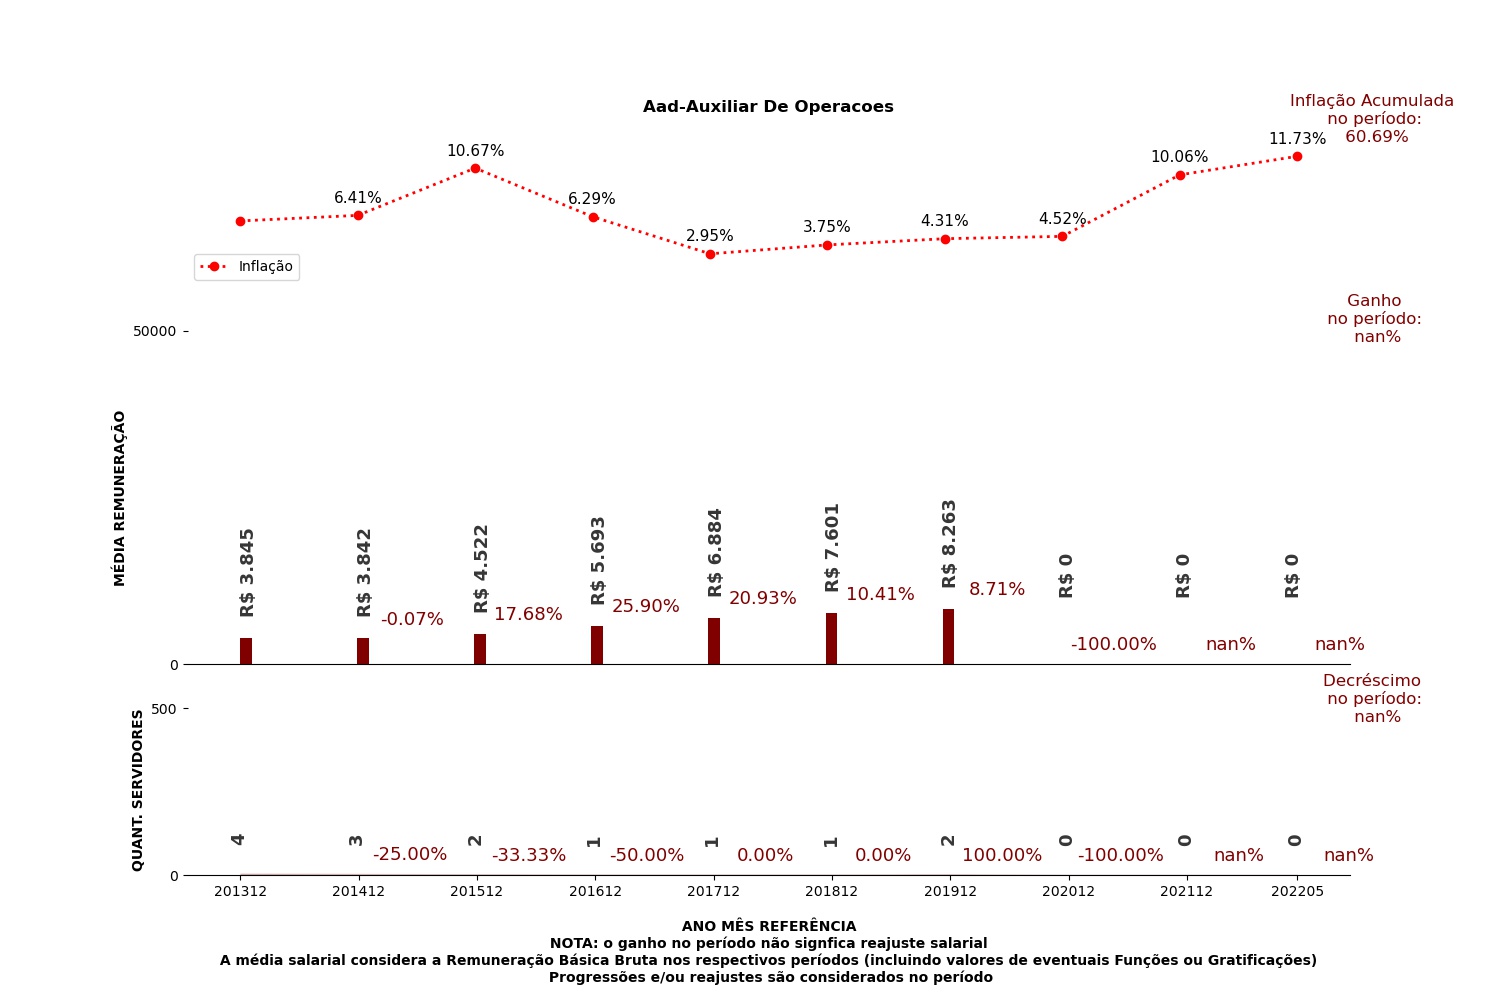 Aad-Auxiliar De Operacoes
Inflação Acumulada
no período:
60.69%
6.41%
10.67%
6.29%
2.95%
3.75%
4.31%
4.52%
10.06%
11.73%
Inflação
Ganho
no período:
nan%
50000
0
MÉDIA REMUNERAÇÃO
R$ 3.845
R$ 3.842
R$ 4.522
R$ 5.693
R$ 6.884
R$ 7.601
R$ 8.263
R$ 0
R$ 0
R$ 0
-0.07%
17.68%
25.90%
20.93%
10.41%
8.71%
-100.00%
nan%
nan%
Decréscimo
no período:
nan%
500
0
QUANT. SERVIDORES
4
3
2
1
1
1
2
0
0
0
-25.00%
-33.33%
-50.00%
0.00%
0.00%
100.00%
-100.00%
nan%
nan%
201312
201412
201512
201612
201712
201812
201912
202012
202112
202205
ANO MÊS REFERÊNCIA
NOTA: o ganho no período não signfica reajuste salarial
A média salarial considera a Remuneração Básica Bruta nos respectivos períodos (incluindo valores de eventuais Funções ou Gratificações)
Progressões e/ou reajustes são considerados no período